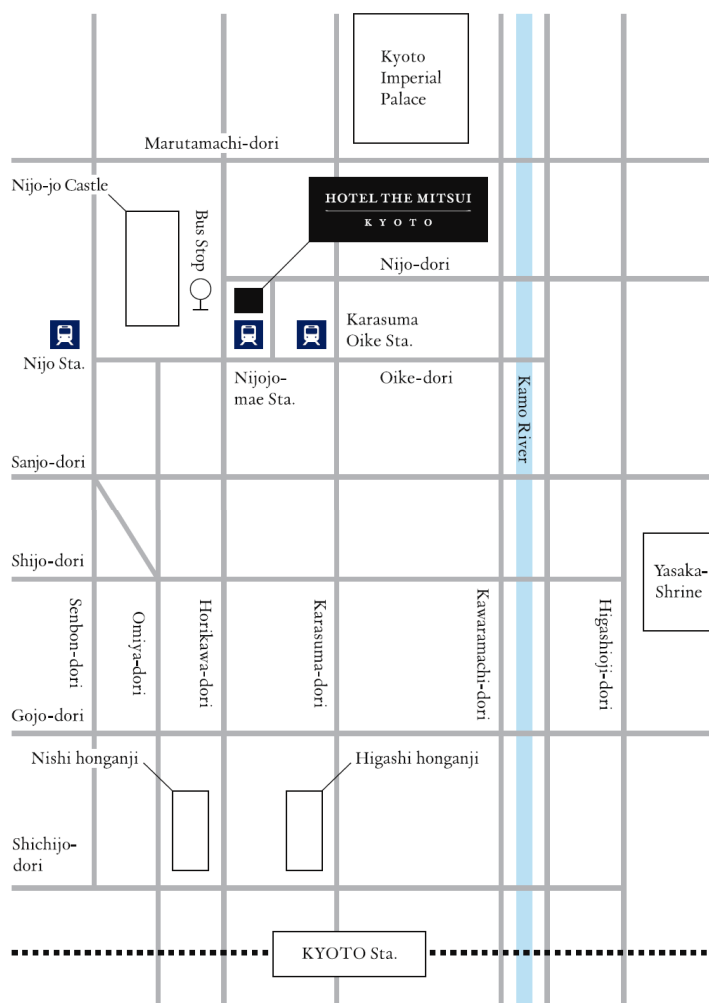 Kyoto
Imperial
Palace
Marutamachi-dori
Nijo-jo Castle
HOTEL THE MITSUI
KYOTO
Bus Stop
Nijo-dori
Karasuma
Oike Sta.
Nijo Sta.
Nijojo-
mae Sta.
Oike-dori
Kamo River
Sanjo-dori
Shijo-dori
Yasaka-
Shrine
Senbon-dori
Omiya-dori
Horikawa-dori
Karasuma-dori
Kawaramachi-dori
Higashioji-dori
Gojo-dori
Nishi honganji
Higashi honganji
Shichijo-
dori
KYOTO Sta.